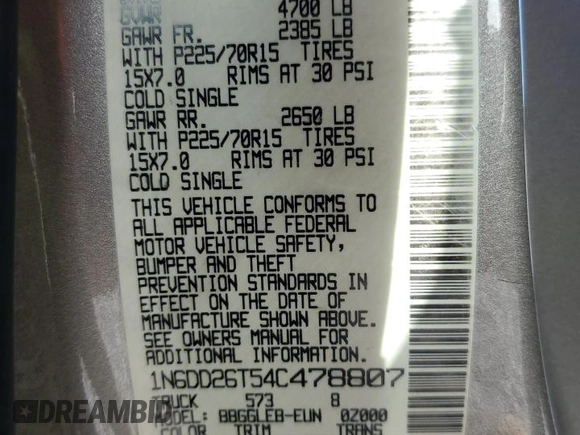 GVWR 4700 LB
GAWR FR. 2385 LB
WITH P225/70R15 TIRES
15X7.0 RIMS AT 30 PSI
COLD SINGLE
GAWR RR. 2650 LB
WITH P225/70R15 TIRES
15X7.0 RIMS AT 30 PSI
COLD SINGLE
THIS VEHICLE CONFORMS TO
ALL APPLICABLE FEDERAL
MOTOR VEHICLE SAFETY,
BUMPER AND THEFT
PREVENTION STANDARDS IN
EFFECT ON THE DATE OF
MANUFACTURE SHOWN ABOVE.
SEE OWNERS MANUAL FOR
ADDITIONAL INFORMATION.
1N6DD26T54C478807
TRUCK 573 8
MODEL: BBGGLEB-EUN 0Z000
COLOR TRIM TRANS
DREAMBID